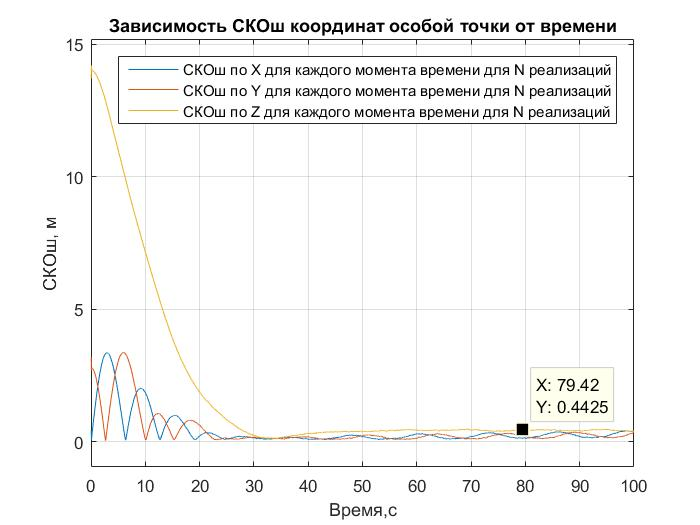 Зависимость СКОш координат особой точки от времени
СКОш по X для каждого момента времени для N реализаций
СКОш по Y для каждого момента времени для N реализаций
СКОш по Z для каждого момента времени для N реализаций
15
10
5
0
СКОш, м
X: 79.42
Y: 0.4425
0 10 20 30 40 50 60 70 80 90 100
Время,с